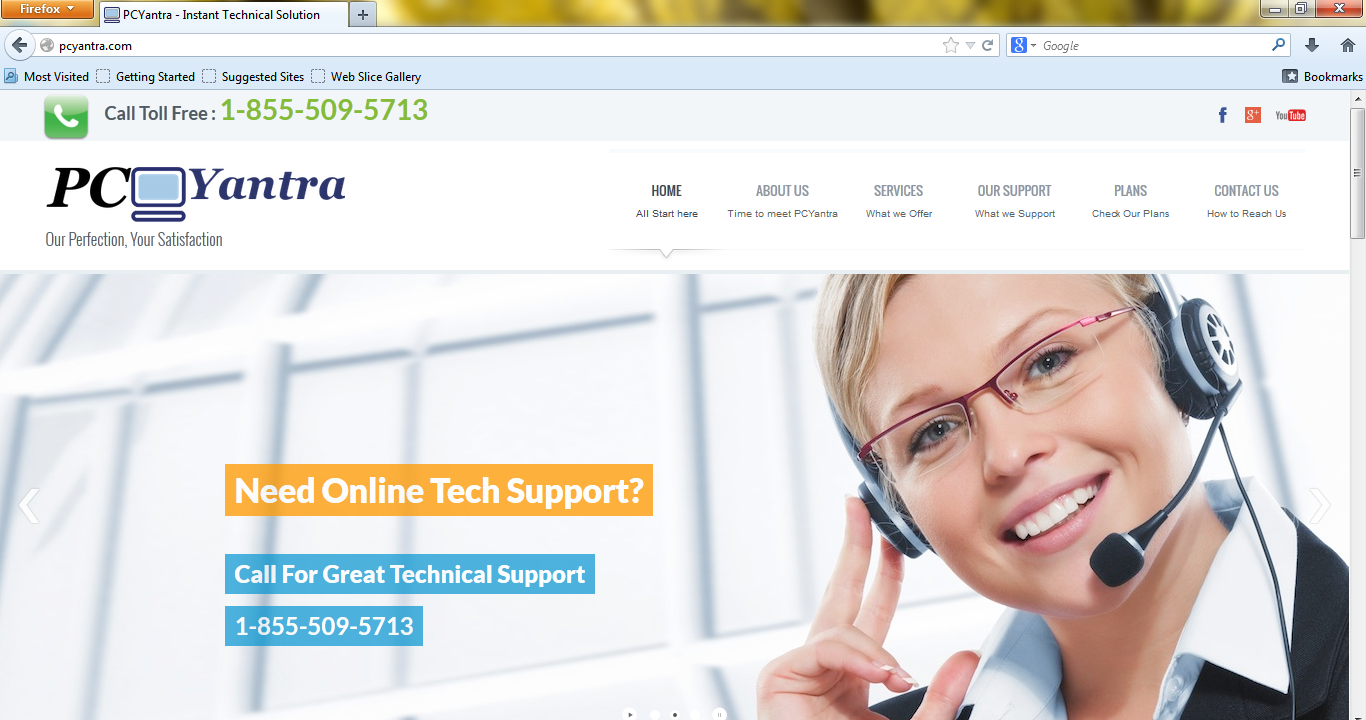 Firefox
PCYantra - Instant Technical Solution
pcyantra.com
Google
Most Visited Getting Started Suggested Sites Web Slice Gallery Bookmarks
Call Toll Free : 1-855-509-5713
g+ YouTube
PC Yantra
Our Perfection, Your Satisfaction
HOME ABOUT US SERVICES OUR SUPPORT PLANS CONTACT US
All Start here Time to meet PCYantra What we Offer What we Support Check Our Plans How to Reach Us
Need Online Tech Support?
Call For Great Technical Support
1-855-509-5713